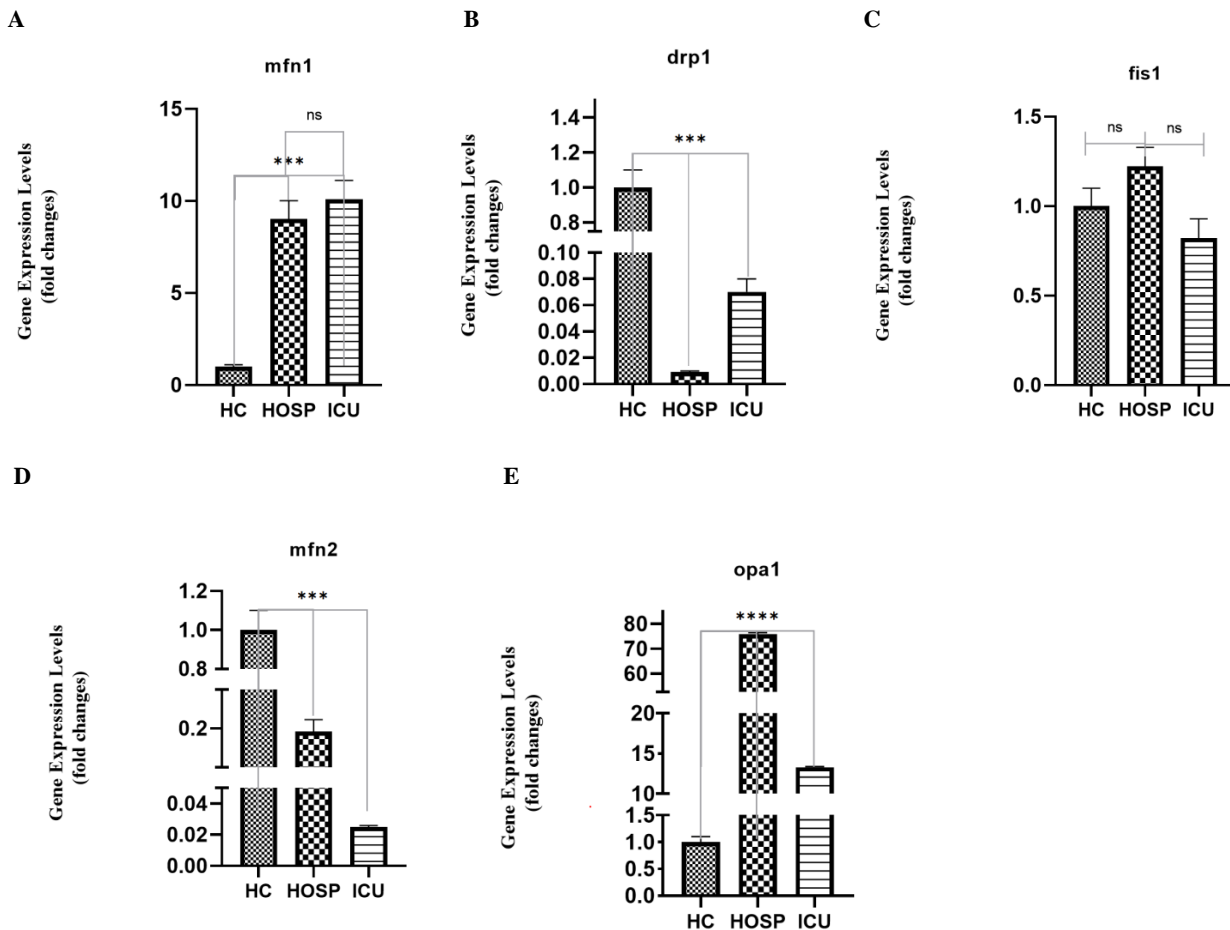 A
mfn1
Gene Expression Levels
(fold changes)
15
10
5
0
ns
***
HC HOSP ICU
B
drp1
Gene Expression Levels
(fold changes)
1.4
1.2
1.0
0.8
0.10
0.08
0.06
0.04
0.02
0.00
***
HC HOSP ICU
C
fis1
Gene Expression Levels
(fold changes)
1.5
1.0
0.5
0.0
ns ns
HC HOSP ICU
D
mfn2
Gene Expression Levels
(fold changes)
1.2
1.0
0.8
0.2
0.04
0.02
0.00
***
HC HOSP ICU
E
opa1
Gene Expression Levels
(fold changes)
80
70
60
20
15
10
1.5
1.0
0.5
0.0
****
HC HOSP ICU